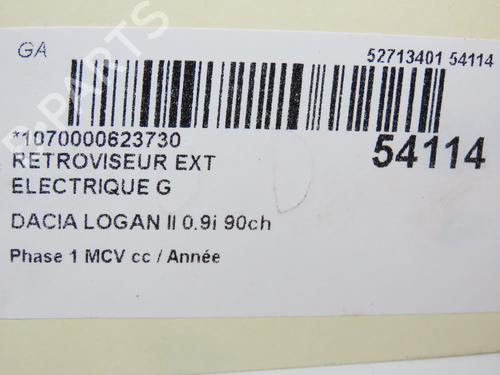 GA
52713401 54114
*1070000623730
54114
RETROVISEUR EXT
ELECTRIQUE G
DACIA LOGAN II 0.9i 90ch
Phase 1 MCV cc / Année
B-PARTS